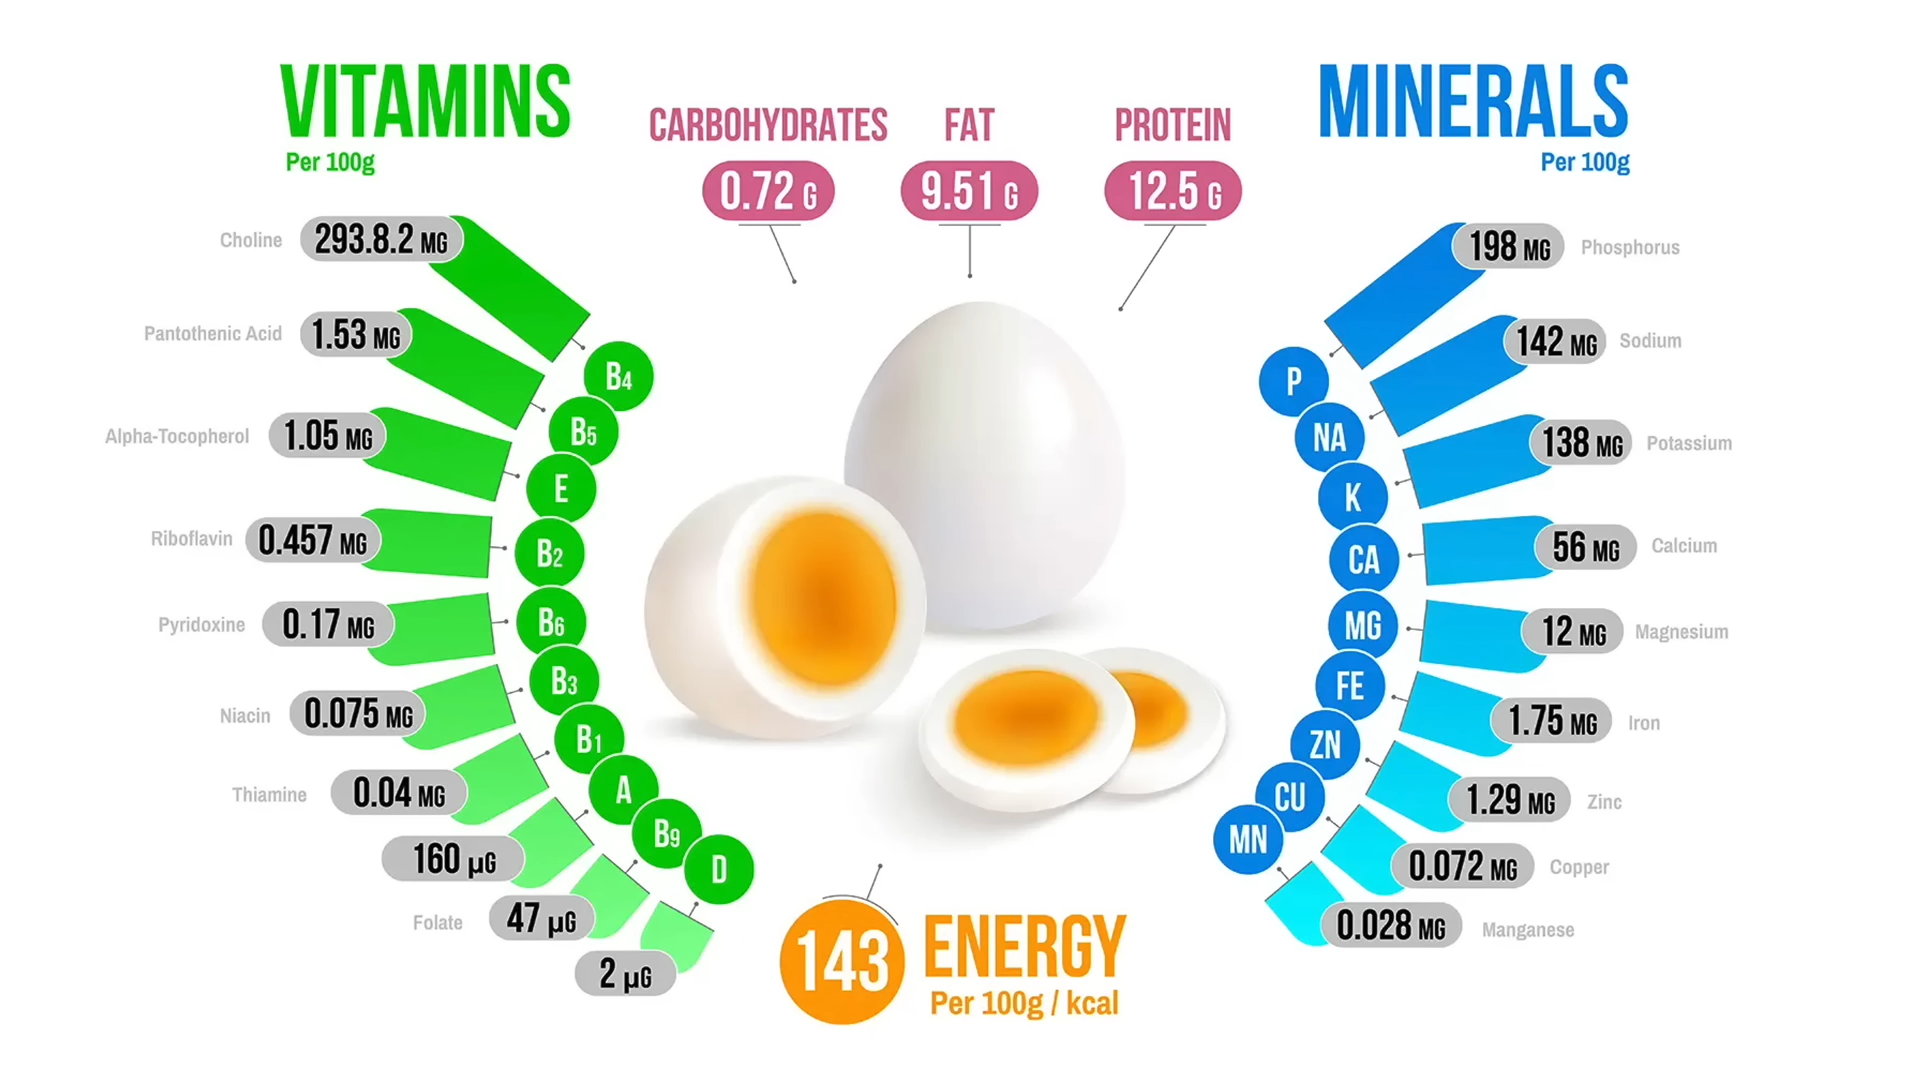 VITAMINS
Per 100g
CARBOHYDRATES
0.72 G
FAT
9.51 G
PROTEIN
12.5 G
MINERALS
Per 100g
Choline 293.8.2 MG
Pantothenic Acid 1.53 MG
Alpha-Tocopherol 1.05 MG
Riboflavin 0.457 MG
Pyridoxine 0.17 MG
Niacin 0.075 MG
Thiamine 0.04 MG
160 µG
Folate 47 µG
2 µG
B4
B5
E
B2
B6
B3
B1
A
B9
D
P
NA
K
CA
MG
FE
ZN
CU
MN
198 MG Phosphorus
142 MG Sodium
138 MG Potassium
56 MG Calcium
12 MG Magnesium
1.75 MG Iron
1.29 MG Zinc
0.072 MG Copper
0.028 MG Manganese
143 ENERGY
Per 100g / kcal